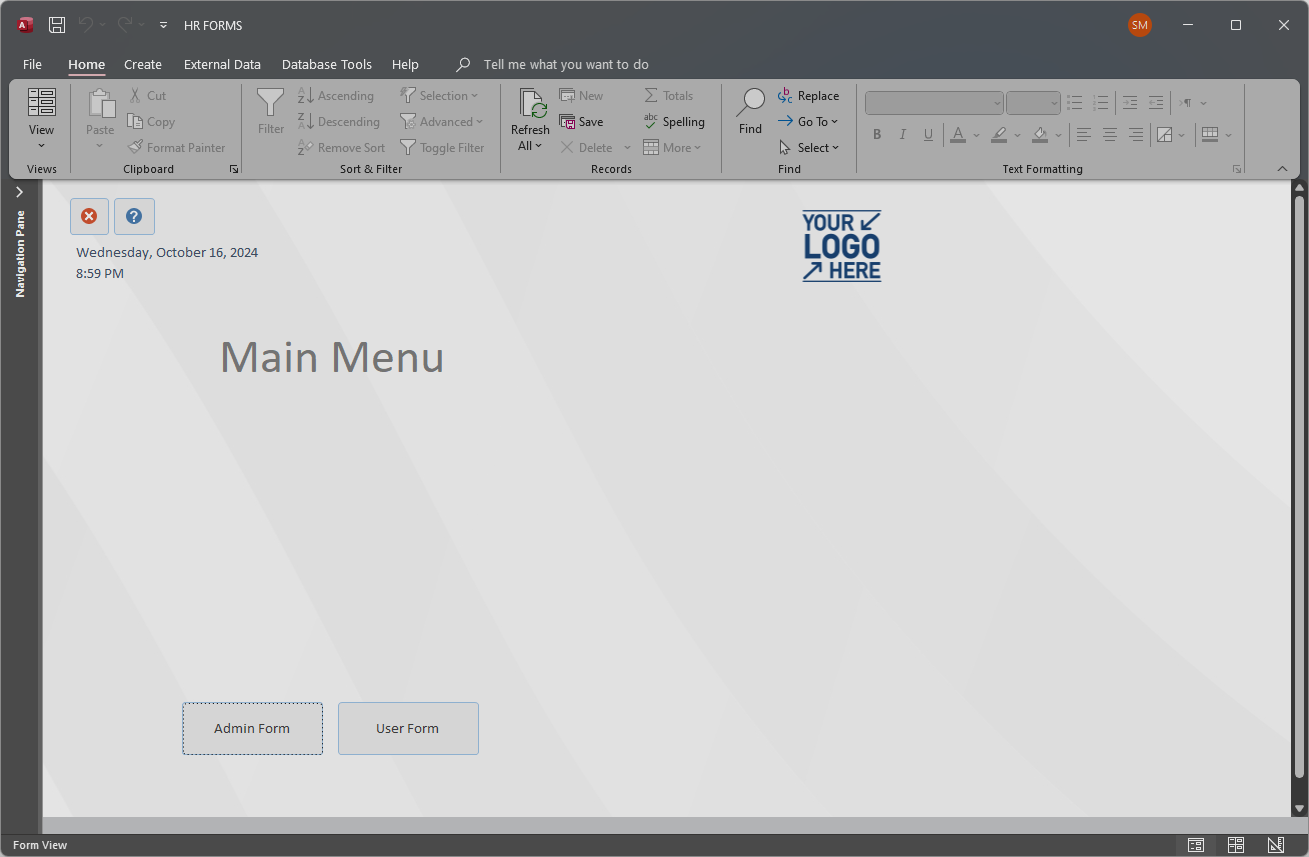 HR FORMS
SM
File Home Create External Data Database Tools Help Tell me what you want to do
View
Views
Paste
Cut
Copy
Format Painter
Clipboard
Filter
Ascending
Descending
Remove Sort
Selection
Advanced
Toggle Filter
Sort & Filter
Refresh
All
New
Save
Delete
Totals
Spelling
More
Records
Find
Replace
Go To
Select
Find
B I U A
Text Formatting
Navigation Pane
Wednesday, October 16, 2024
8:59 PM
YOUR
LOGO
HERE
Main Menu
Admin Form
User Form
Form View